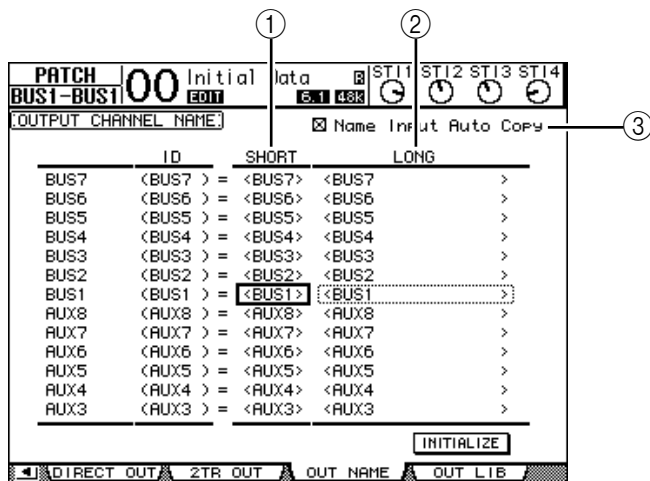 ① ②
PATCH 00 Initial Data R ST11 ST12 ST13 ST14
BUS1-BUS1 EDIT 6.1 48k
OUTPUT CHANNEL NAME ☒ Name Input Auto Copy ③
ID SHORT LONG
BUS7 (BUS7 ) = <BUS7> <BUS7 >
BUS6 (BUS6 ) = <BUS6> <BUS6 >
BUS5 (BUS5 ) = <BUS5> <BUS5 >
BUS4 (BUS4 ) = <BUS4> <BUS4 >
BUS3 (BUS3 ) = <BUS3> <BUS3 >
BUS2 (BUS2 ) = <BUS2> <BUS2 >
BUS1 (BUS1 ) = <BUS1> <BUS1 >
AUX8 (AUX8 ) = <AUX8> <AUX8 >
AUX7 (AUX7 ) = <AUX7> <AUX7 >
AUX6 (AUX6 ) = <AUX6> <AUX6 >
AUX5 (AUX5 ) = <AUX5> <AUX5 >
AUX4 (AUX4 ) = <AUX4> <AUX4 >
AUX3 (AUX3 ) = <AUX3> <AUX3 >
INITIALIZE
DIRECT OUT 2TR OUT OUT NAME OUT LIB